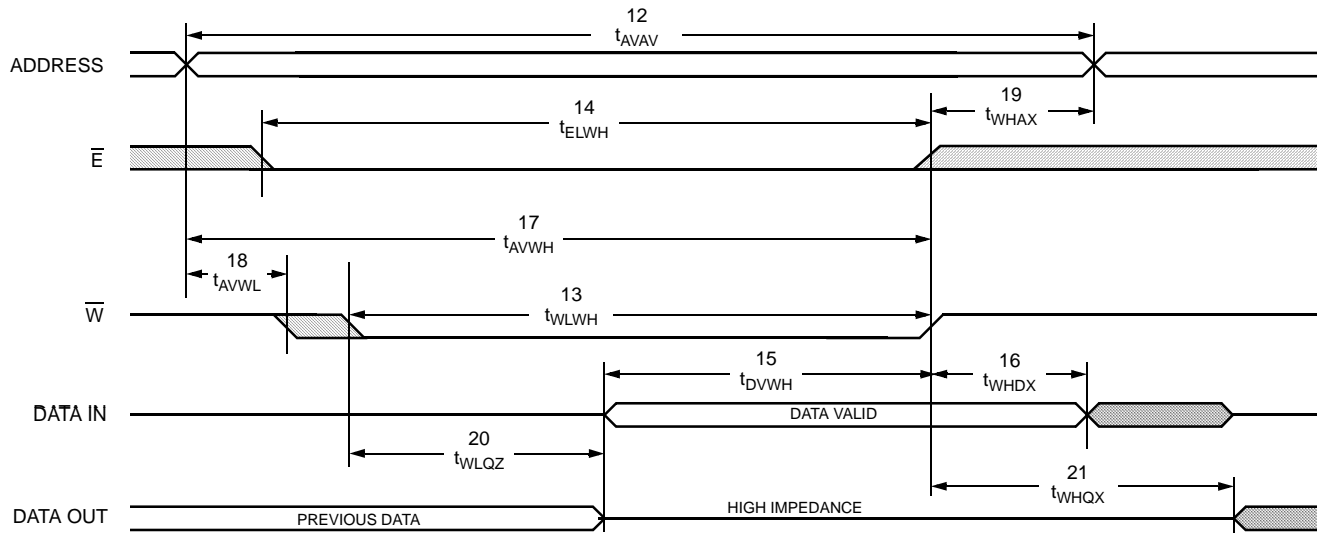 12
tAVAV
ADDRESS
14
tELWH
19
tWHAX
E
17
tAVWH
18
tAVWL
W
13
tWLWH
15
tDVWH
16
tWHDX
DATA IN
DATA VALID
20
tWLQZ
21
tWHQX
DATA OUT
PREVIOUS DATA
HIGH IMPEDANCE